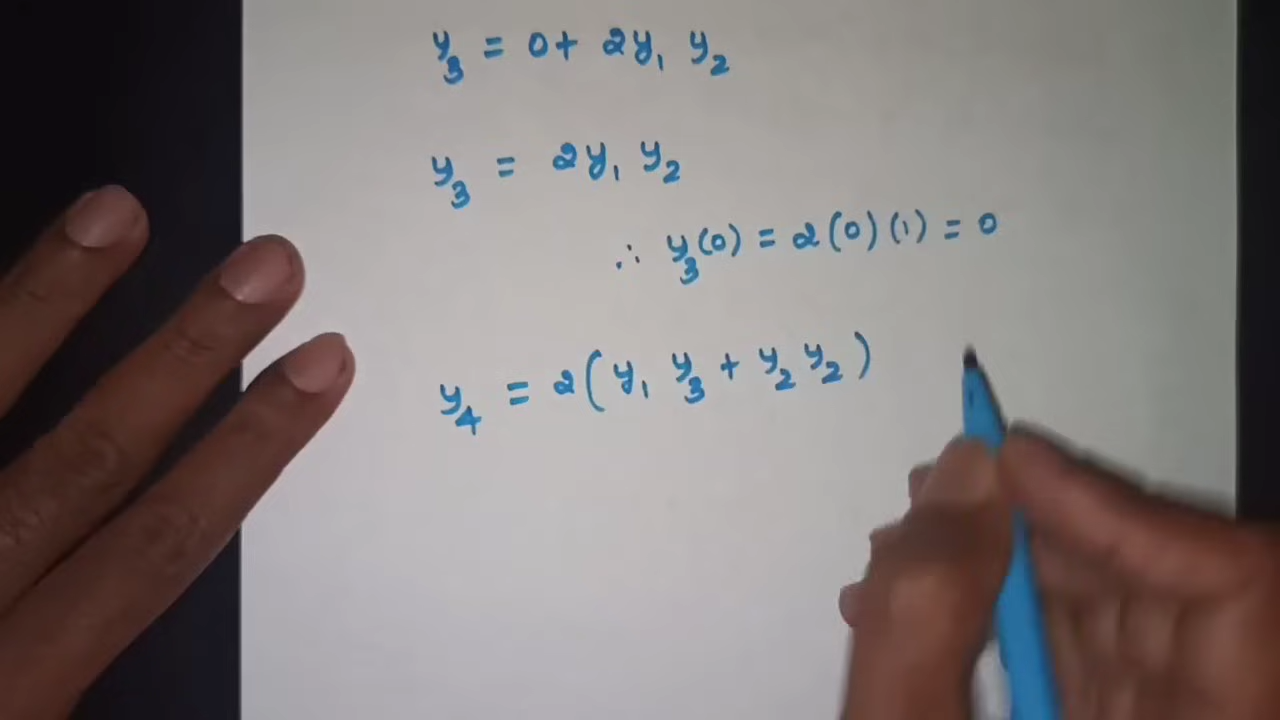 y₃ = 0 + 2y₁ y₂
y₃ = 2y₁ y₂
∴ y₃(0) = 2(0)(1) = 0
y₄ = 2(y₁ y₃ + y₂ y₂)